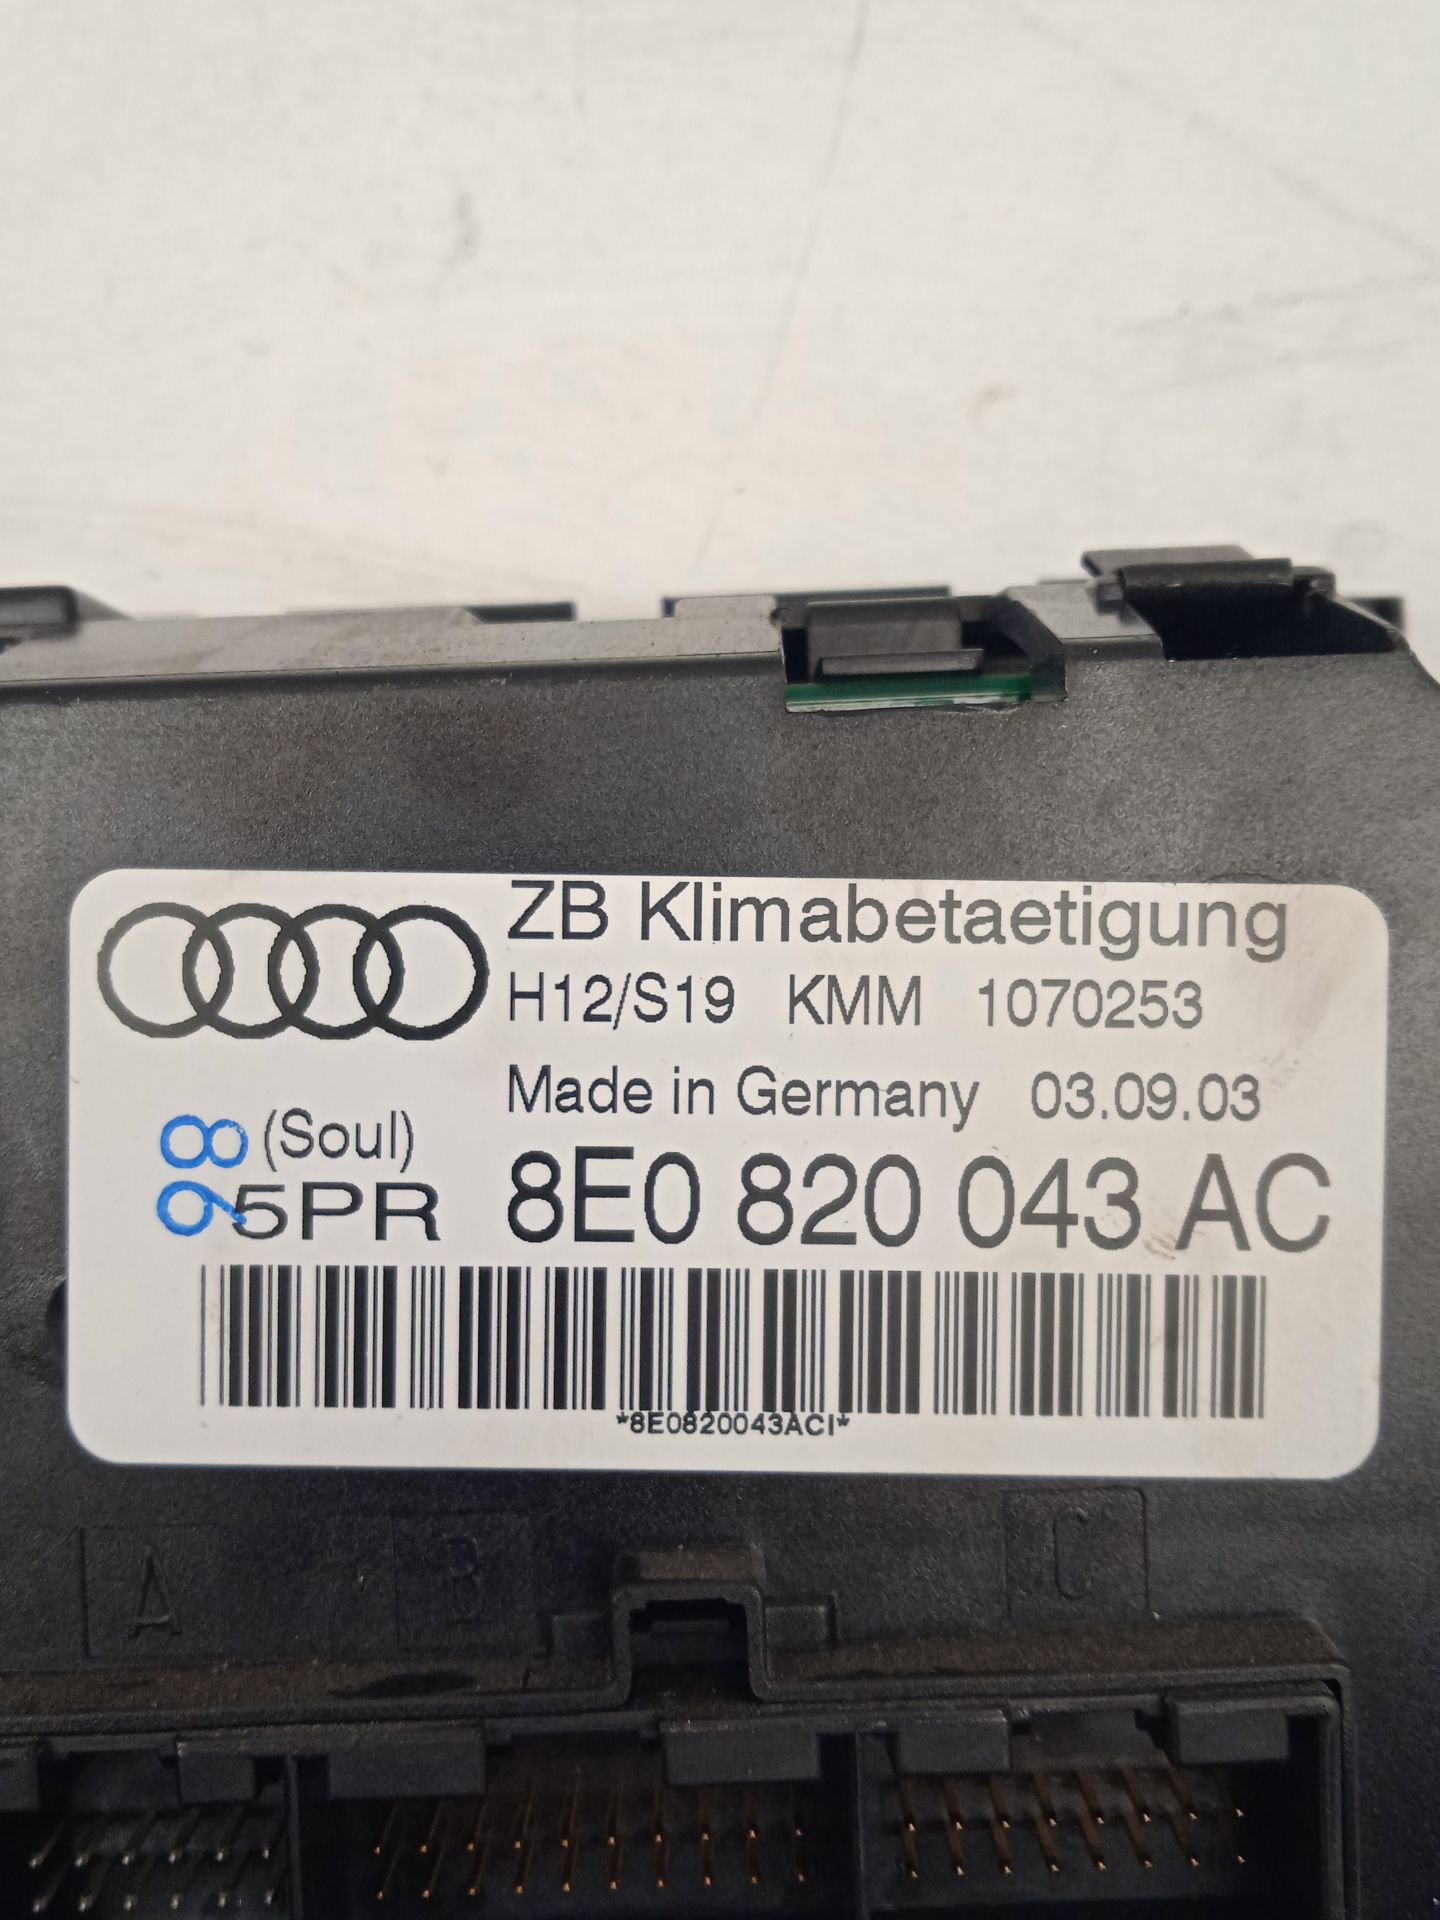 ZB Klimabetaetigung
H12/S19 KMM 1070253
Made in Germany 03.09.03
98
(Soul)
5PR
8E0 820 043 AC
*8E0820043ACI*
A B C